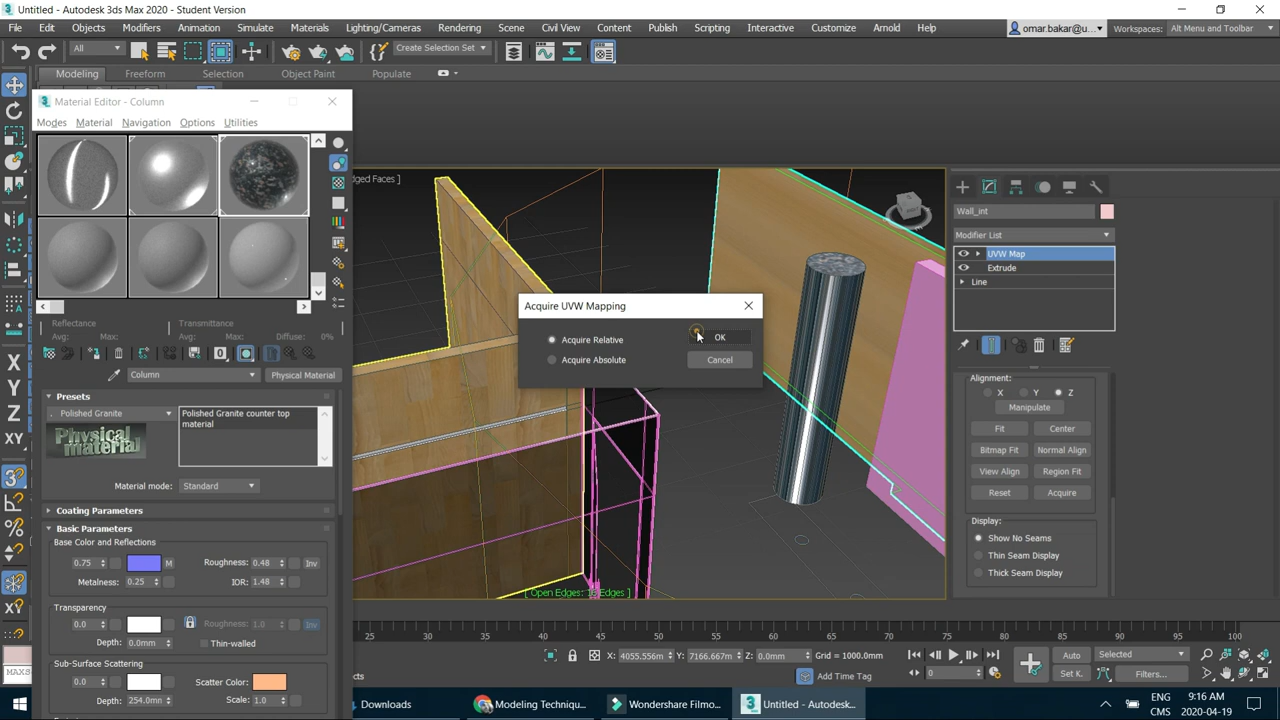 Untitled - Autodesk 3ds Max 2020 - Student Version
File Edit Tools Group Views Create Modifiers Animation Simulate Materials Lighting/Cameras Rendering Scene Civil View Content Publish Scripting Interactive Customize Arnold Help
omar.bakar@u... Workspaces: Alt Menu and Toolbar
All Create Selection Set
Modeling Freeform Selection Object Paint Populate
Material Editor - Column
Modes Material Navigation Options Utilities
dged Faces ]
Wall_int
Modifier List
UVW Map
Extrude
Line
Acquire UVW Mapping
Acquire Relative OK
Acquire Absolute Cancel
Reflectance Transmittance
Avg: Max: Avg: Max: Diffuse: 0%
Column Physical Material
Presets
Polished Granite
Polished Granite counter top
material
Physical
material
Material mode: Standard
Coating Parameters
Basic Parameters
Base Color and Reflections
0.75 M Roughness: 0.48 Inv
Metalness: 0.25 IOR: 1.48
Transparency
0.0 Roughness: 1.0 Inv
Depth: 0.0mm Thin-walled
Sub-Surface Scattering
0.0 Scatter Color:
Depth: 254.0mm Scale: 1.0
Alignment:
X Y Z
Manipulate
Fit Center
Bitmap Fit Normal Align
View Align Region Fit
Reset Acquire
Display:
Show No Seams
Thin Seam Display
Thick Seam Display
25 30 35 40 45 50 55 60 65 70 75 80 85 90 95 100
X: 4055.556m Y: 7166.667m Z: 0.0mm Grid = 1000.0mm
Add Time Tag
0
Auto Selected
Set K. Filters...
X
Y
Z
XY
XY
MAXS
Downloads Modeling Techniqu... Wondershare Filmo... Untitled - Autodesk...
ENG
CMS
9:16 AM
2020-04-19